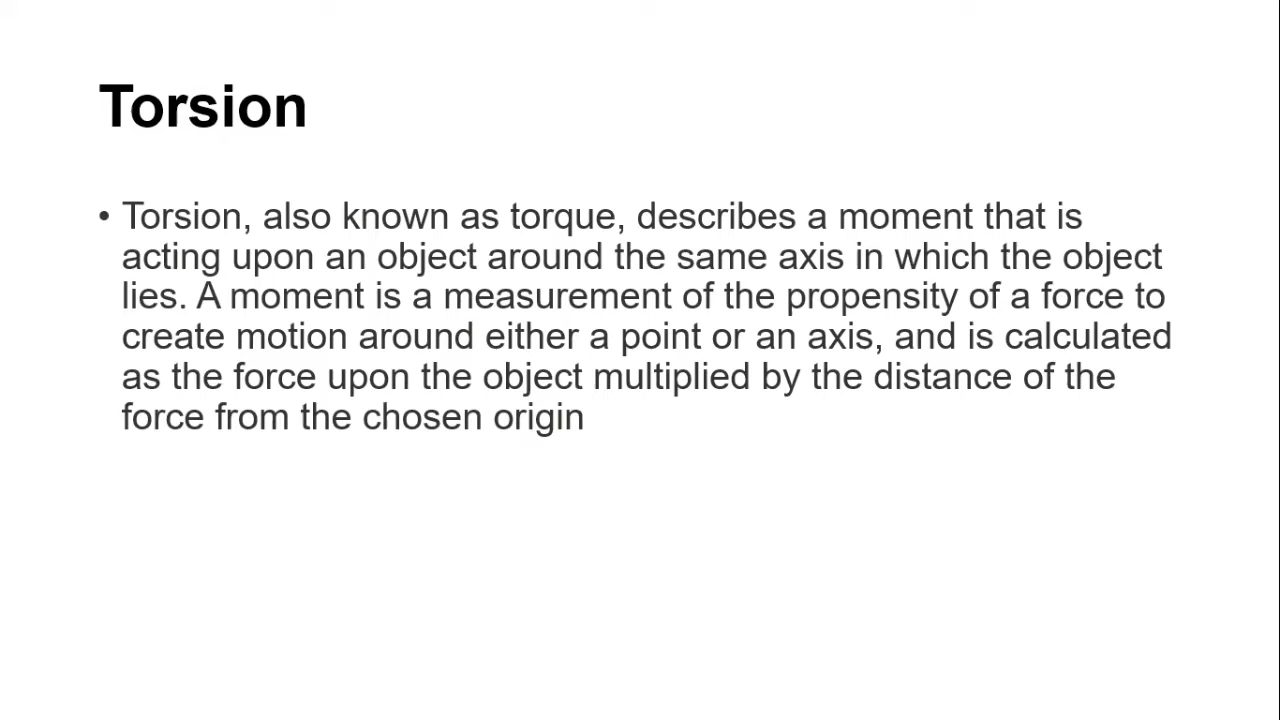 Torsion
• Torsion, also known as torque, describes a moment that is
acting upon an object around the same axis in which the object
lies. A moment is a measurement of the propensity of a force to
create motion around either a point or an axis, and is calculated
as the force upon the object multiplied by the distance of the
force from the chosen origin